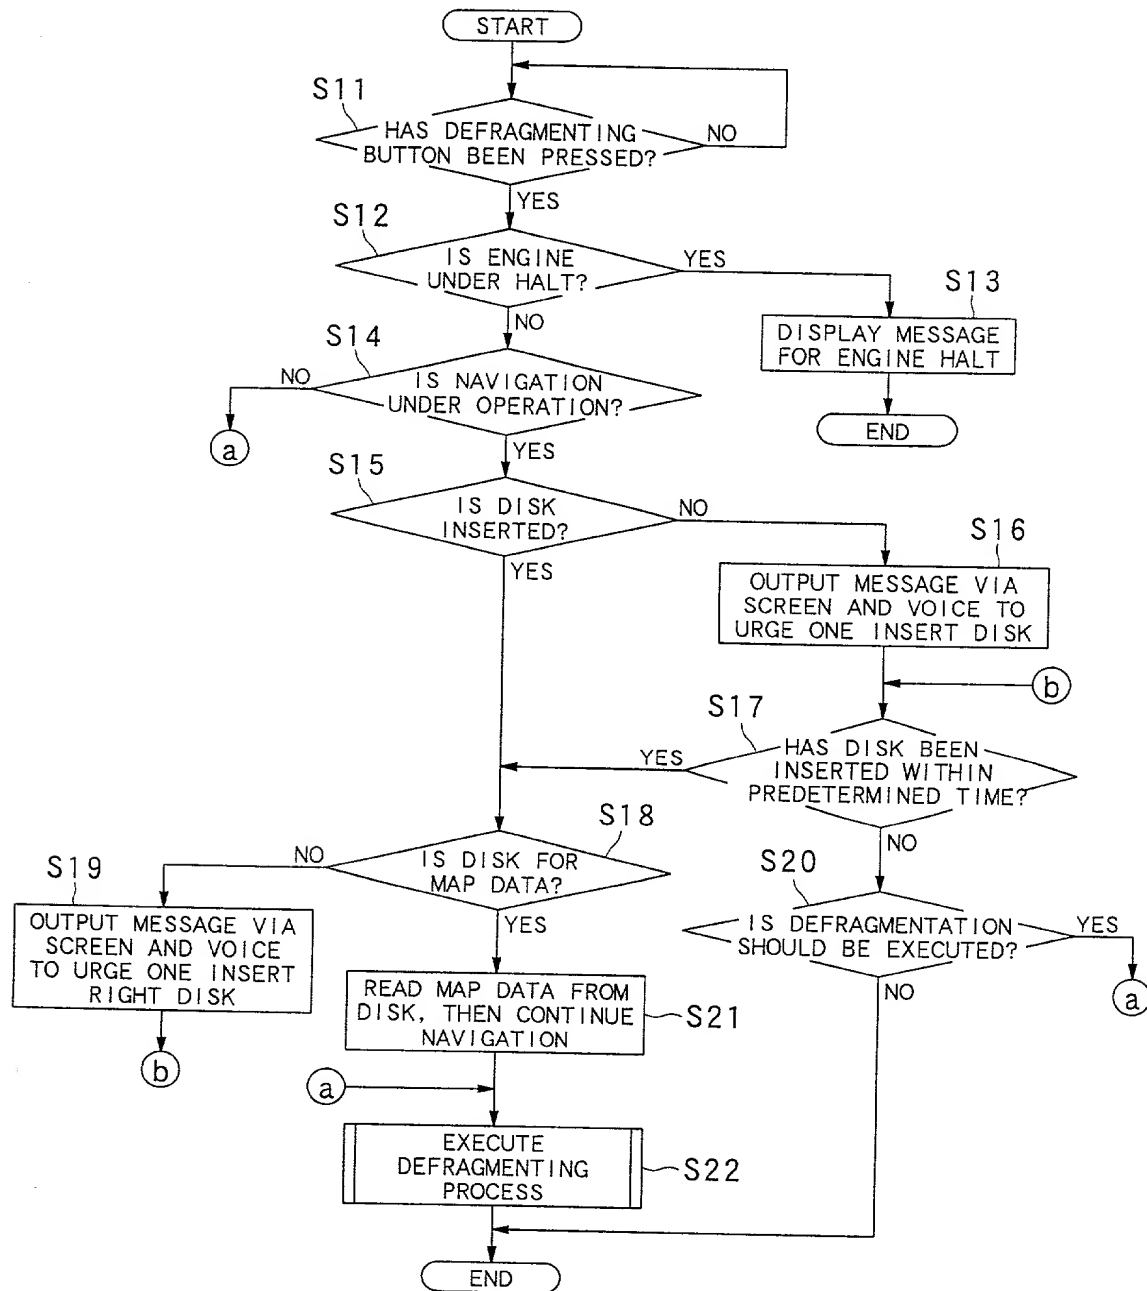 START
S11
HAS DEFRAGMENTING
BUTTON BEEN PRESSED?
NO
YES
S12
IS ENGINE
UNDER HALT?
YES
NO
S13
DISPLAY MESSAGE
FOR ENGINE HALT
END
S14
IS NAVIGATION
UNDER OPERATION?
NO
a
YES
S15
IS DISK
INSERTED?
NO
YES
S16
OUTPUT MESSAGE VIA
SCREEN AND VOICE TO
URGE ONE INSERT DISK
b
S17
HAS DISK BEEN
INSERTED WITHIN
PREDETERMINED TIME?
YES
NO
S18
IS DISK FOR
MAP DATA?
NO
YES
S19
OUTPUT MESSAGE VIA
SCREEN AND VOICE
TO URGE ONE INSERT
RIGHT DISK
b
S20
IS DEFRAGMENTATION
SHOULD BE EXECUTED?
YES
a
NO
READ MAP DATA FROM
DISK, THEN CONTINUE
NAVIGATION
S21
a
EXECUTE
DEFRAGMENTING
PROCESS
S22
END